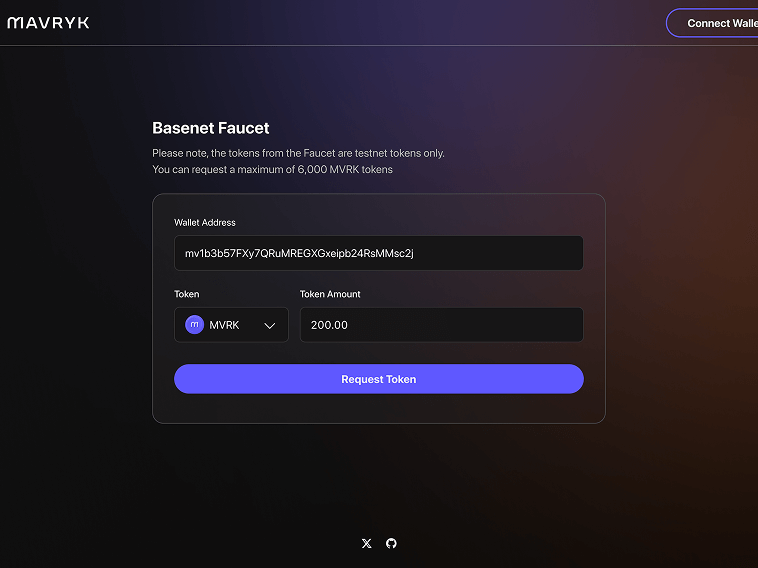 MAVRYK
Connect Walle
Basenet Faucet
Please note, the tokens from the Faucet are testnet tokens only.
You can request a maximum of 6,000 MVRK tokens
Wallet Address
mv1b3b57FXy7QRuMREGXGxeipb24RsMMsc2j
Token
Token Amount
m MVRK
200.00
Request Token